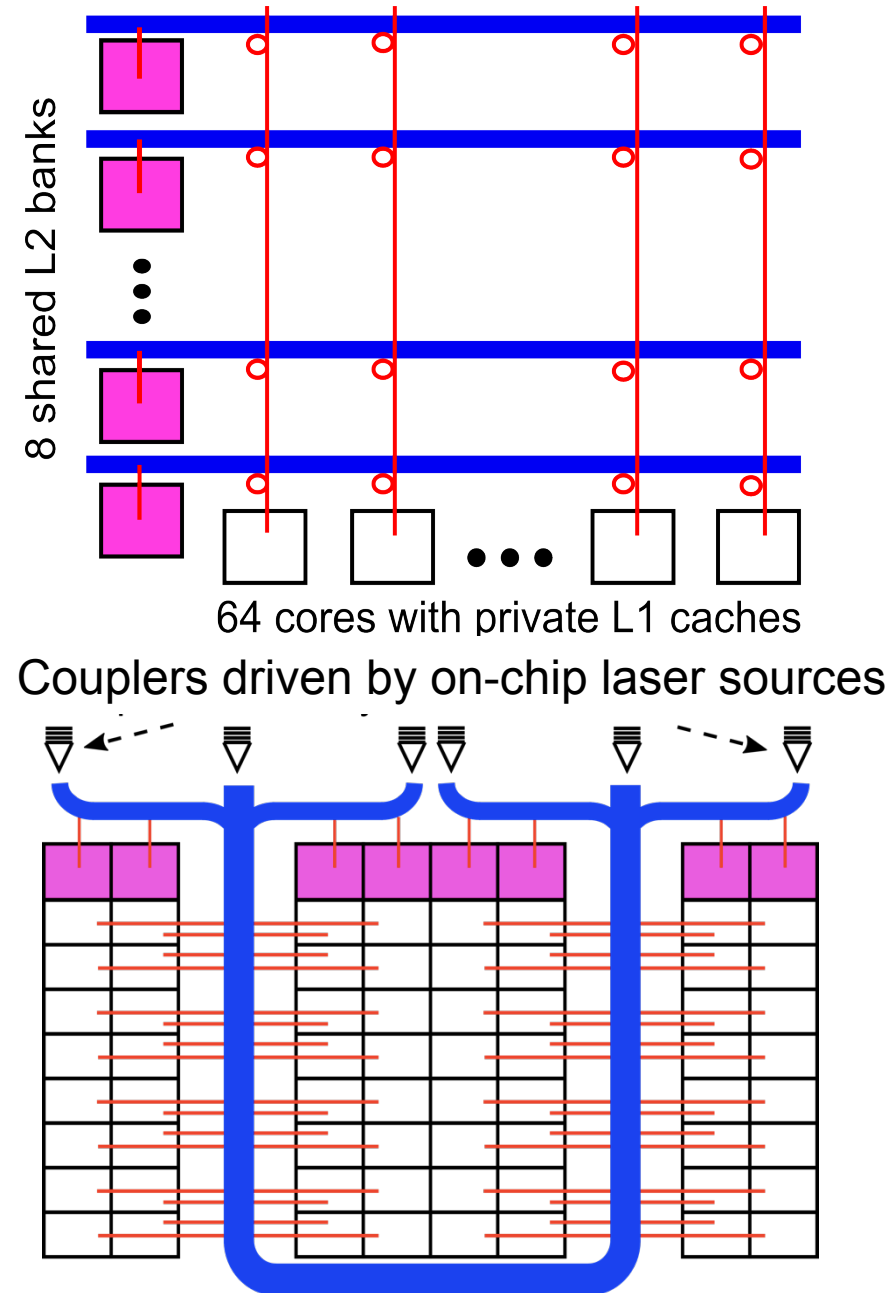 8 shared L2 banks
64 cores with private L1 caches
Couplers driven by on-chip laser sources